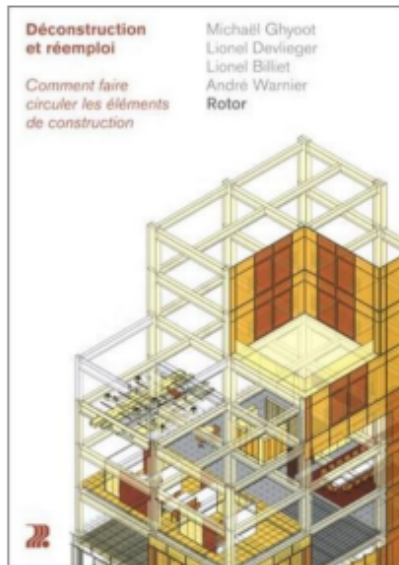 Déconstruction
et réemploi
Comment faire
circuler les éléments
de construction
Michaël Ghyoot
Lionel Devlieger
Lionel Billiet
André Warnier
Rotor